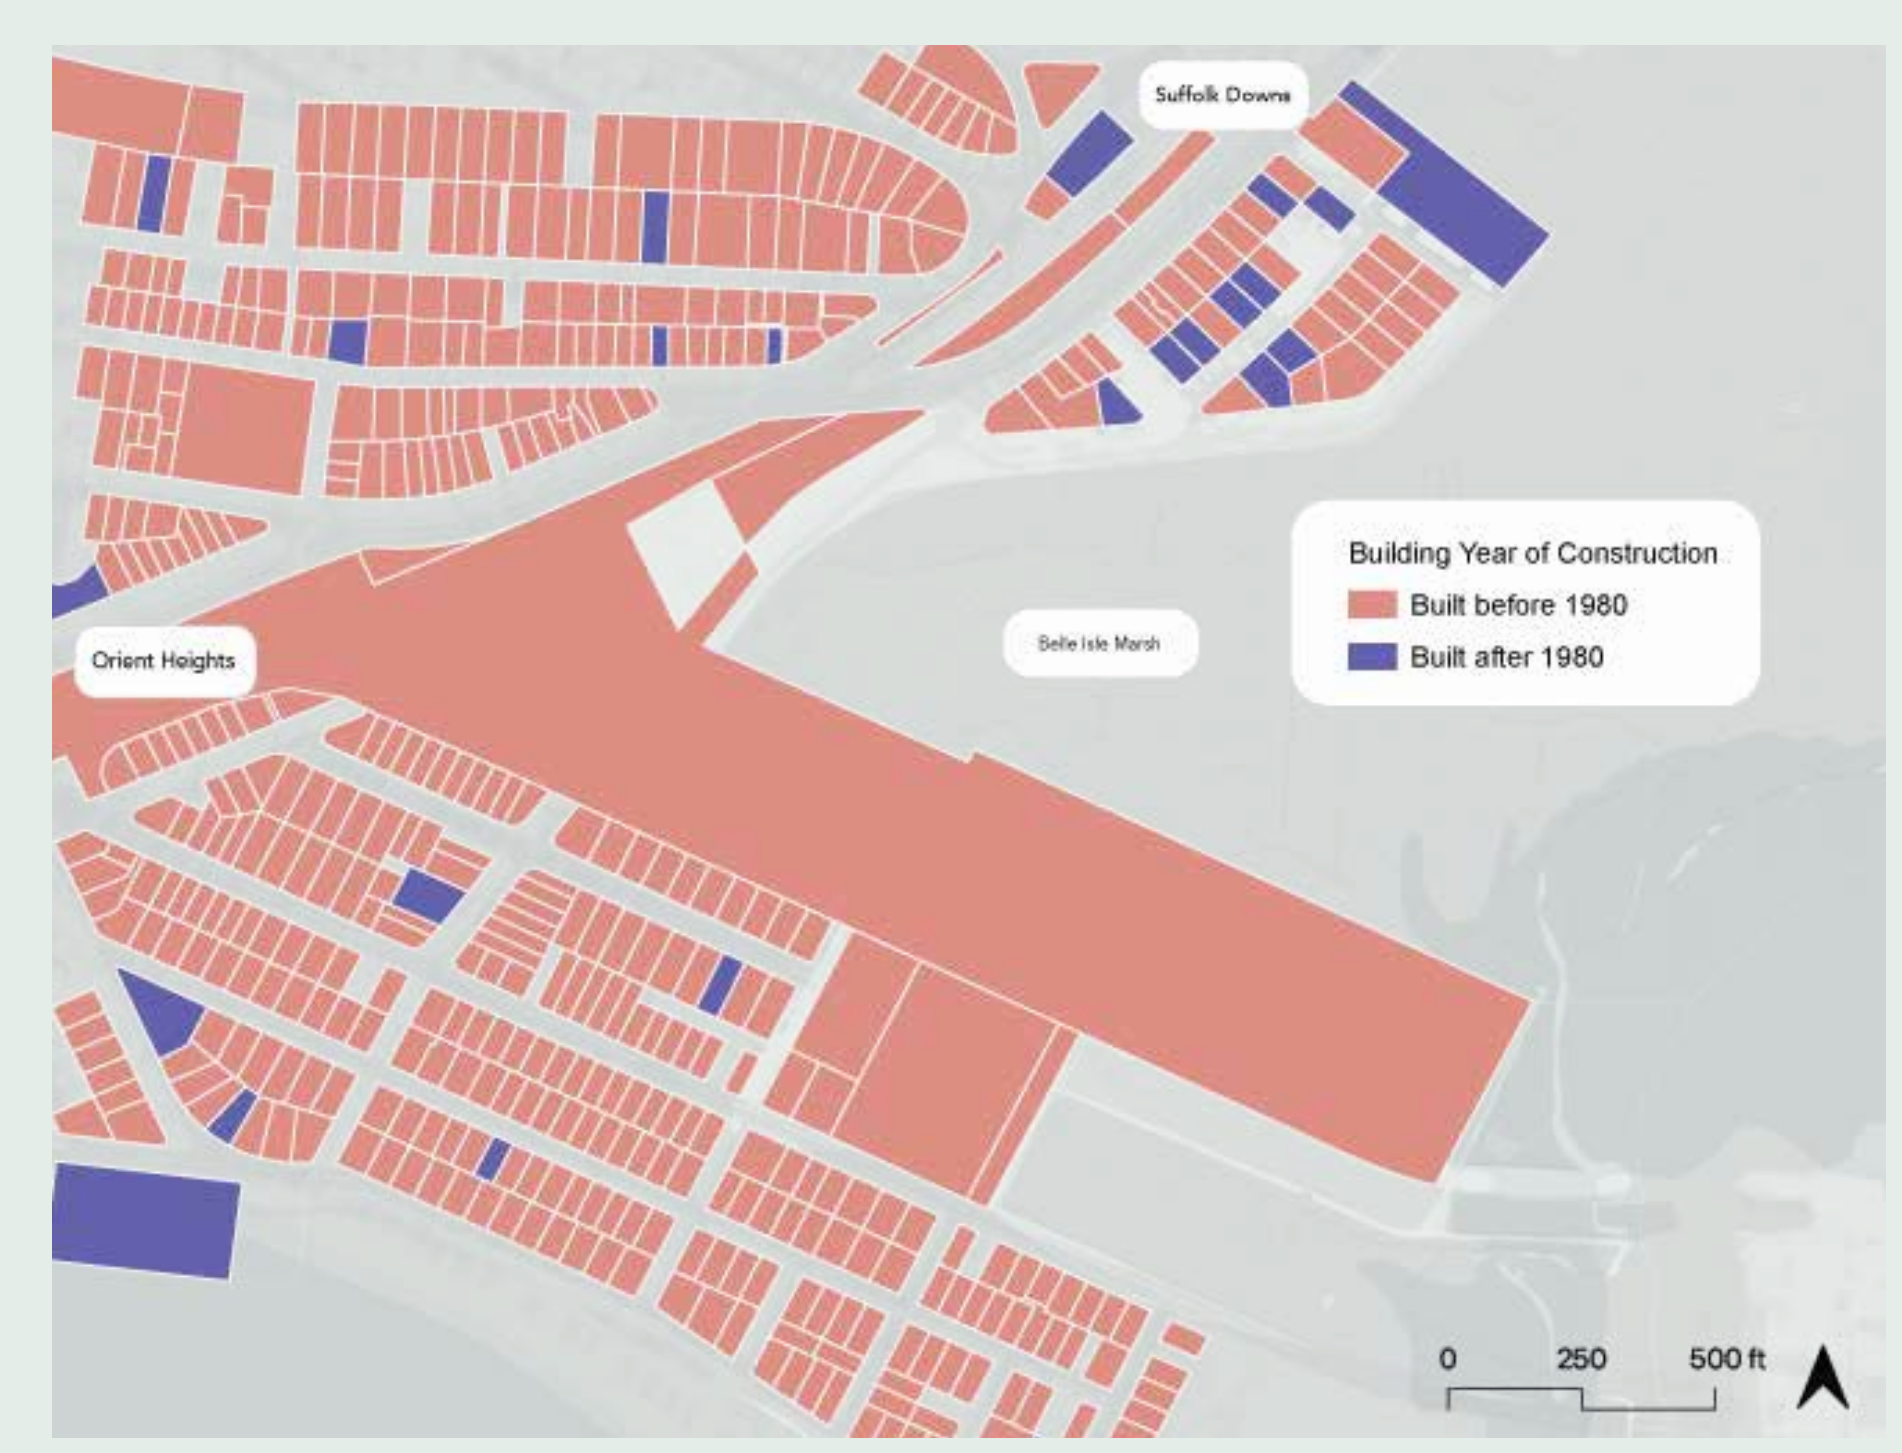 Suffolk Downs
Building Year of Construction
Built before 1980
Belle Isle Marsh
Built after 1980
Orient Heights
0 250 500 ft